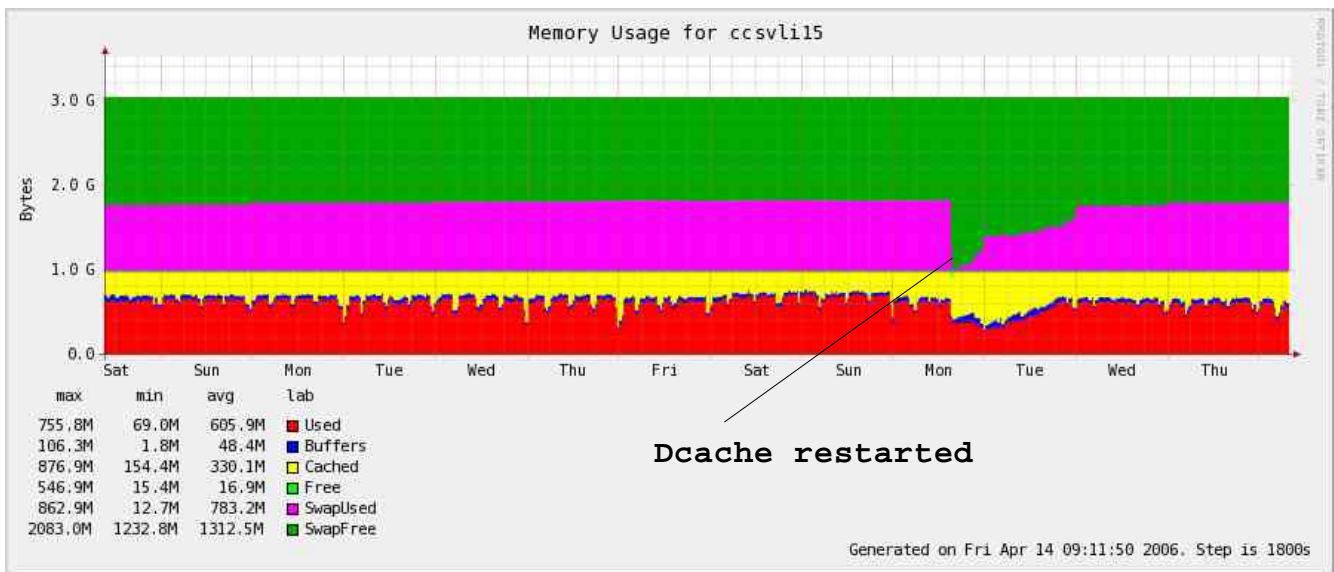 Memory Usage for ccsvli15
RRDTOOL / TOBI OETIKER
Bytes
3.0 G
2.0 G
1.0 G
0.0
Sat Sun Mon Tue Wed Thu Fri Sat Sun Mon Tue Wed Thu
max min avg lab
755.8M 69.0M 605.9M Used
106.3M 1.8M 48.4M Buffers
876.9M 154.4M 330.1M Cached
546.9M 15.4M 16.9M Free
862.9M 12.7M 783.2M SwapUsed
2083.0M 1232.8M 1312.5M SwapFree
Dcache restarted
Generated on Fri Apr 14 09:11:50 2006. Step is 1800s